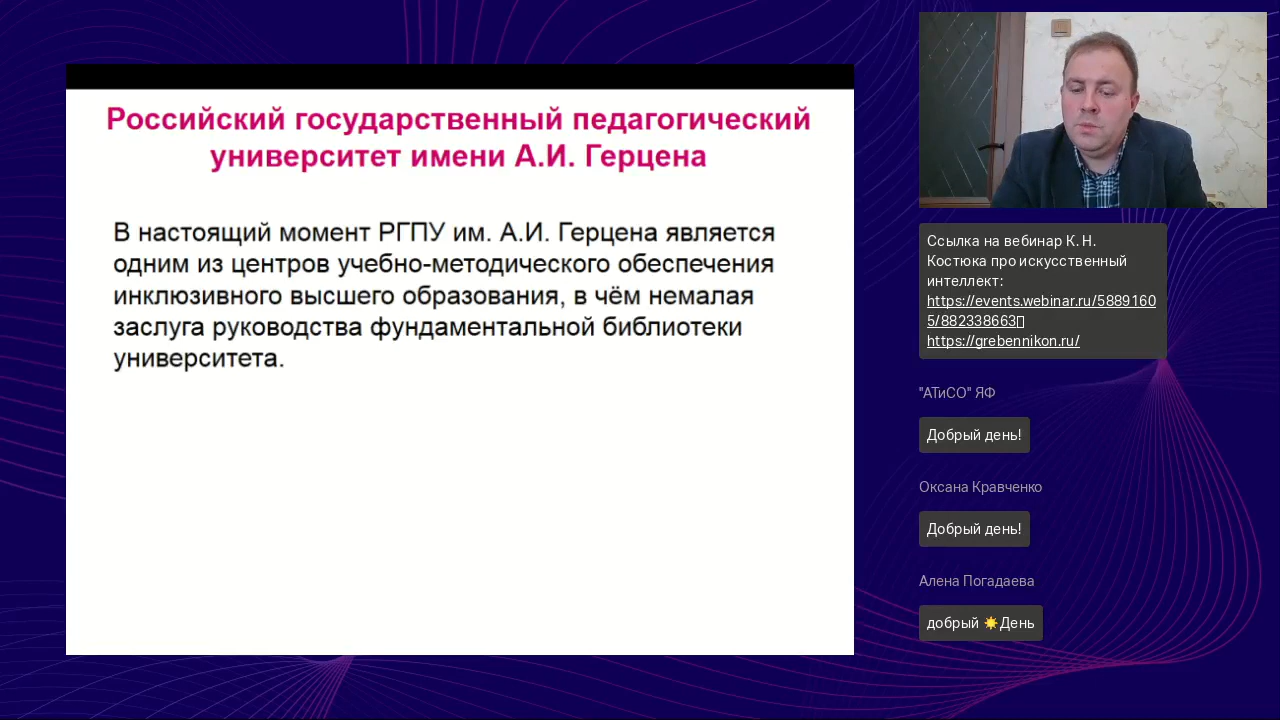 Российский государственный педагогический
университет имени А.И. Герцена
В настоящий момент РГПУ им. А.И. Герцена является
одним из центров учебно-методического обеспечения
инклюзивного высшего образования, в чём немалая
заслуга руководства фундаментальной библиотеки
университета.
Ссылка на вебинар К. Н.
Костюка про искусственный
интеллект:
https://events.webinar.ru/5889160
5/882338663
https://grebennikon.ru/
"АТиСО" ЯФ
Добрый день!
Оксана Кравченко
Добрый день!
Алена Погадаева
добрый ☀️День